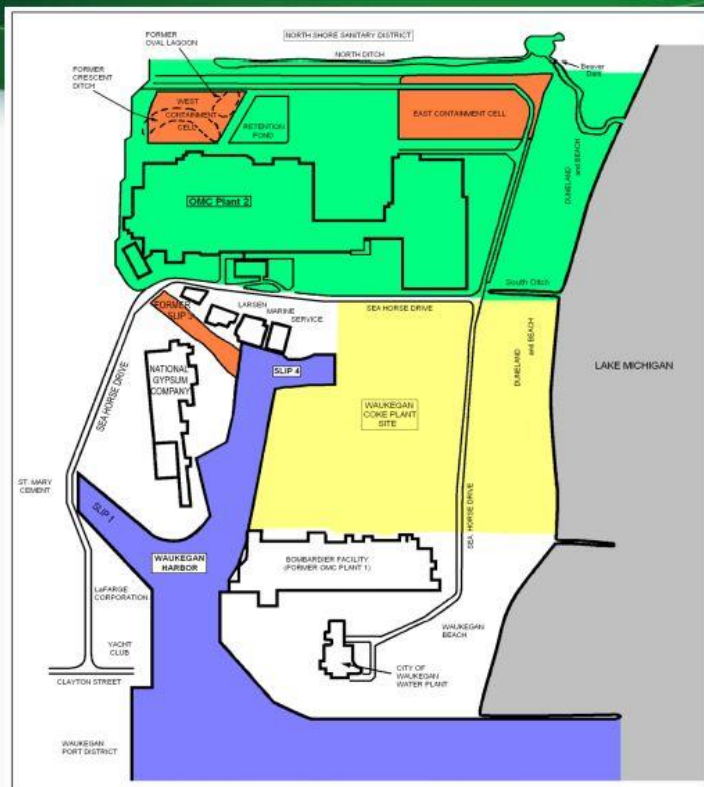 FORMER
OVAL LAGOON
NORTH SHORE SANITARY DISTRICT
NORTH DITCH
Beaver
Dam
FORMER
CRESCENT
DITCH
WEST
CONTAINMENT
CELL
RETENTION
POND
EAST CONTAINMENT CELL
DUNELAND
and BEACH
OMC Plant 2
South Ditch
FORMER
SLIP 3
LARSEN
MARINE
SERVICE
SEA HORSE DRIVE
SEA HORSE DRIVE
NATIONAL
GYPSUM
COMPANY
SLIP 4
DUNELAND
and BEACH
LAKE MICHIGAN
WAUKEGAN
COKE PLANT
SITE
ST. MARY
CEMENT
SLIP 1
SEA HORSE DRIVE
WAUKEGAN
HARBOR
BOMBARDIER FACILITY
(FORMER OMC PLANT 1)
LaFARGE
CORPORATION
WAUKEGAN
BEACH
YACHT
CLUB
CITY OF
WAUKEGAN
WATER PLANT
CLAYTON STREET
WAUKEGAN
PORT DISTRICT